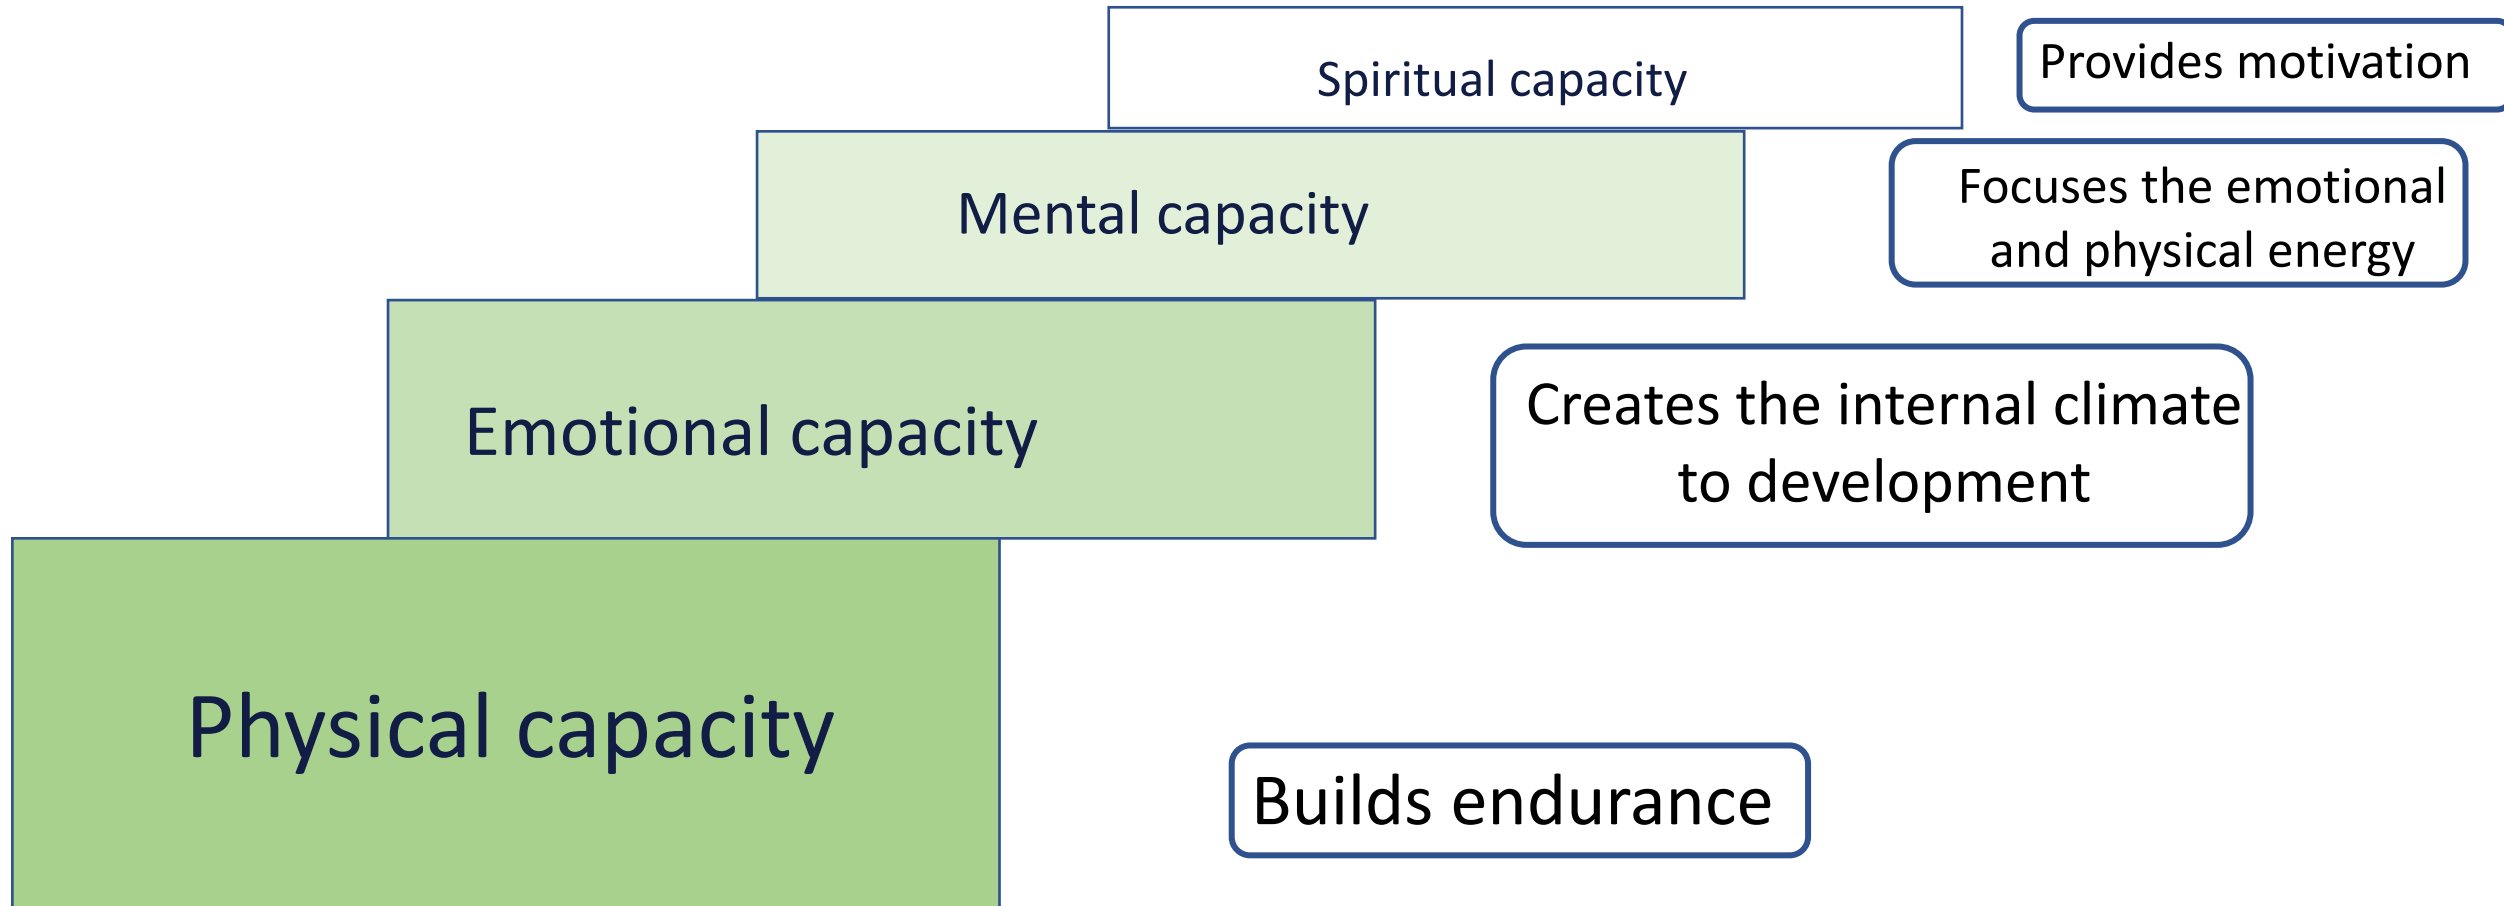 Spiritual capacity
Provides motivation
Mental capacity
Focuses the emotional
and physical energy
Emotional capacity
Creates the internal climate
to development
Physical capacity
Builds endurance